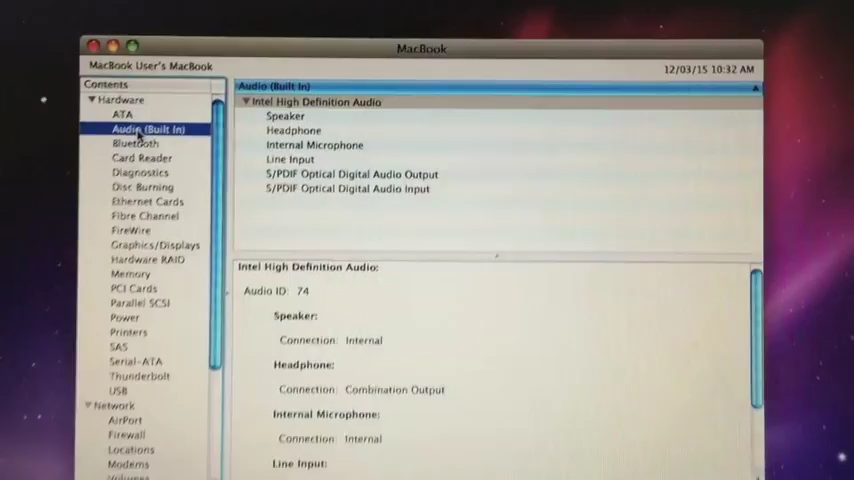 MacBook
MacBook User's MacBook
12/03/15 10:32 AM
Contents
Hardware
ATA
Audio (Built In)
Bluetooth
Card Reader
Diagnostics
Disc Burning
Ethernet Cards
Fibre Channel
FireWire
Graphics/Displays
Hardware RAID
Memory
PCI Cards
Parallel SCSI
Power
Printers
SAS
Serial-ATA
Thunderbolt
USB
Network
AirPort
Firewall
Locations
Modems
Volumes
Audio (Built In)
Intel High Definition Audio
Speaker
Headphone
Internal Microphone
Line Input
S/PDIF Optical Digital Audio Output
S/PDIF Optical Digital Audio Input
Intel High Definition Audio:
Audio ID: 74
Speaker:
Connection: Internal
Headphone:
Connection: Combination Output
Internal Microphone:
Connection: Internal
Line Input: